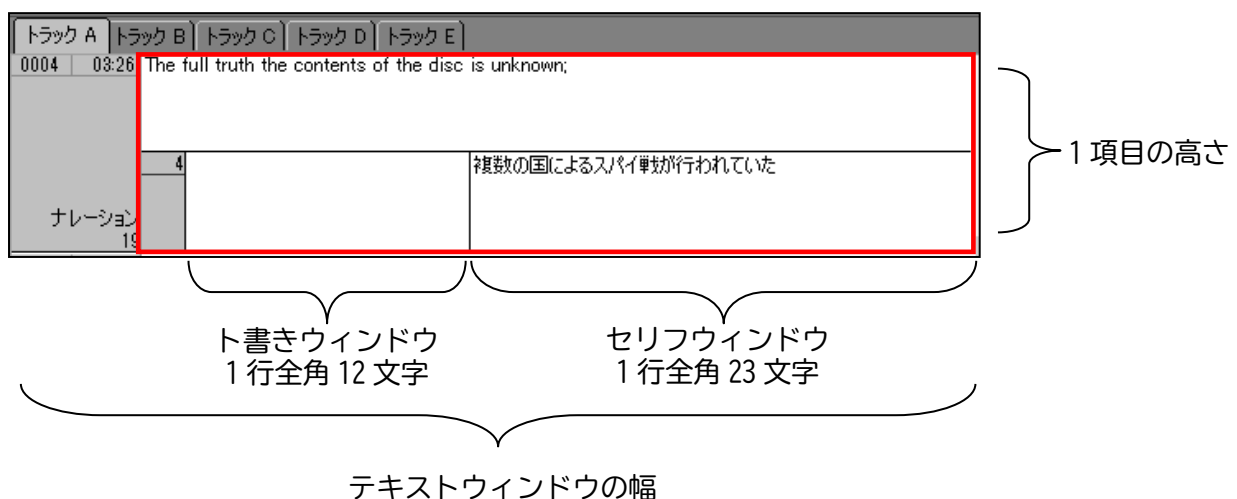 トラック A トラック B トラック C トラック D トラック E
0004 03:26 The full truth the contents of the disc is unknown;
1 項目の高さ
4 複数の国によるスパイ戦が行われていた
ナレーション
19
ト書きウィンドウ セリフウィンドウ
1 行全角 12 文字 1 行全角 23 文字
テキストウィンドウの幅